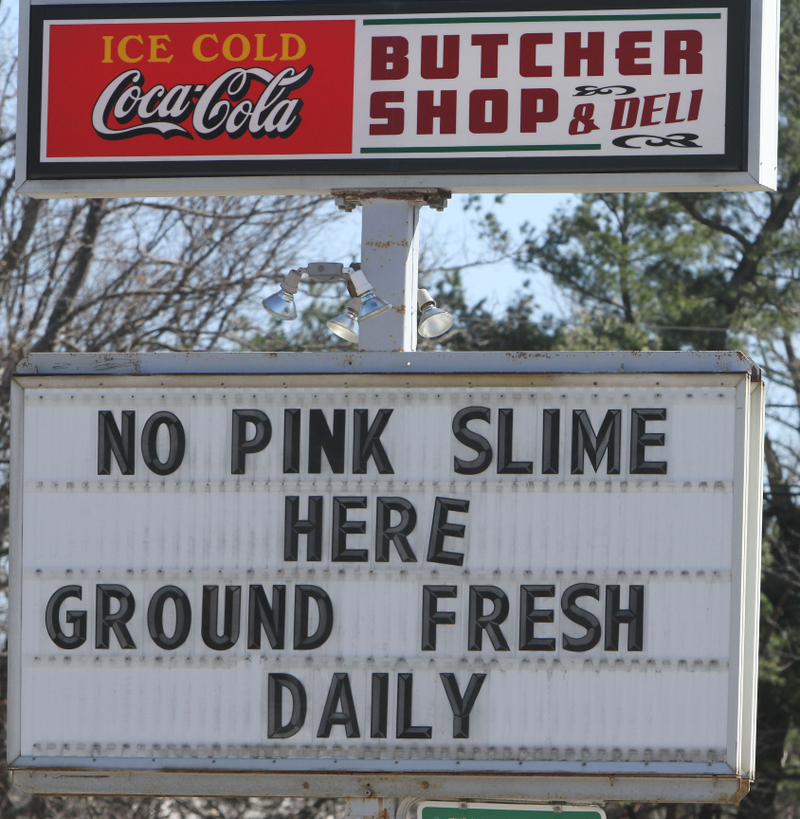 ICE COLD
Coca-Cola
BUTCHER
SHOP & DELI
NO PINK SLIME
HERE
GROUND FRESH
DAILY